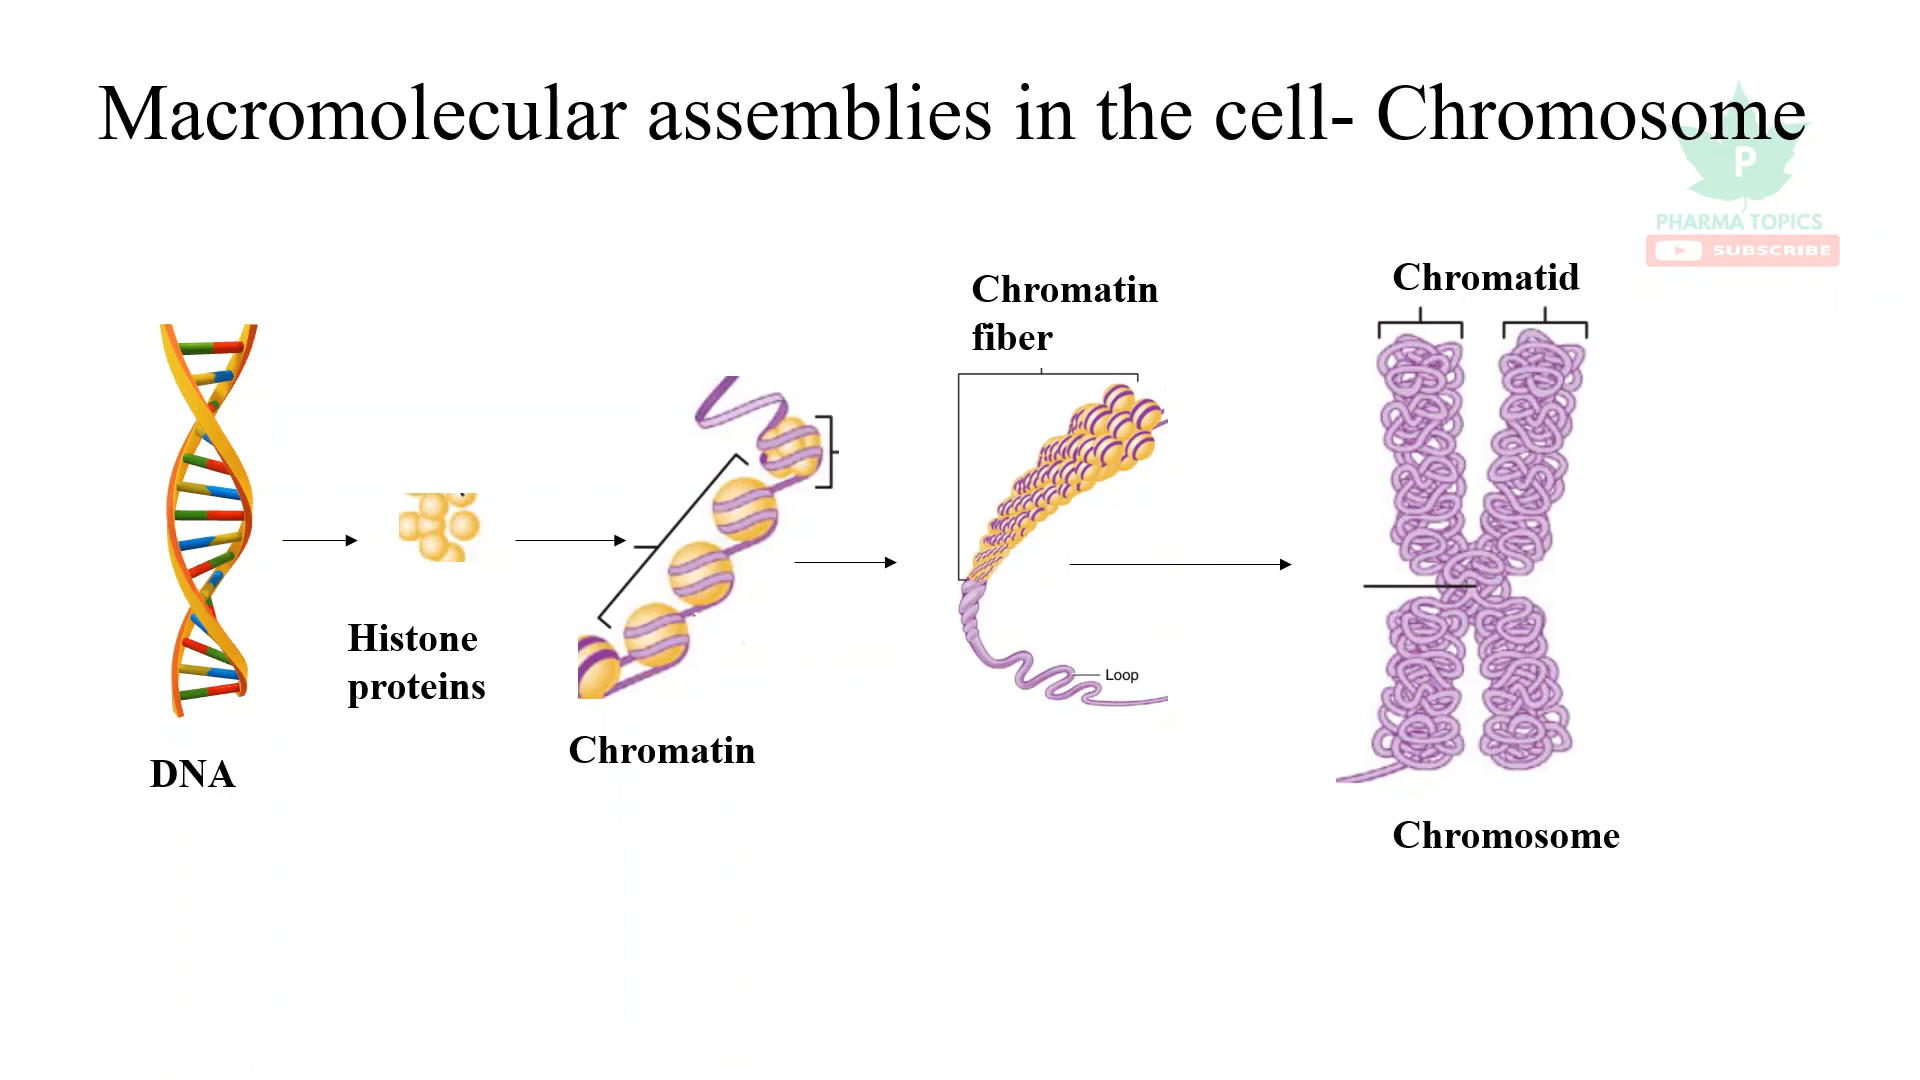 Macromolecular assemblies in the cell- Chromosome
P
PHARMA TOPICS
SUBSCRIBE
Chromatid
Chromatin
fiber
Histone
proteins
Loop
Chromatin
DNA
Chromosome